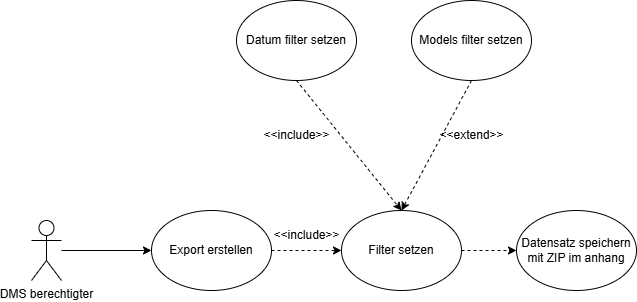 Datum filter setzen
Models filter setzen
<<include>>
<<extend>>
<<include>>
Export erstellen
Filter setzen
Datensatz speichern
mit ZIP im anhang
DMS berechtigter